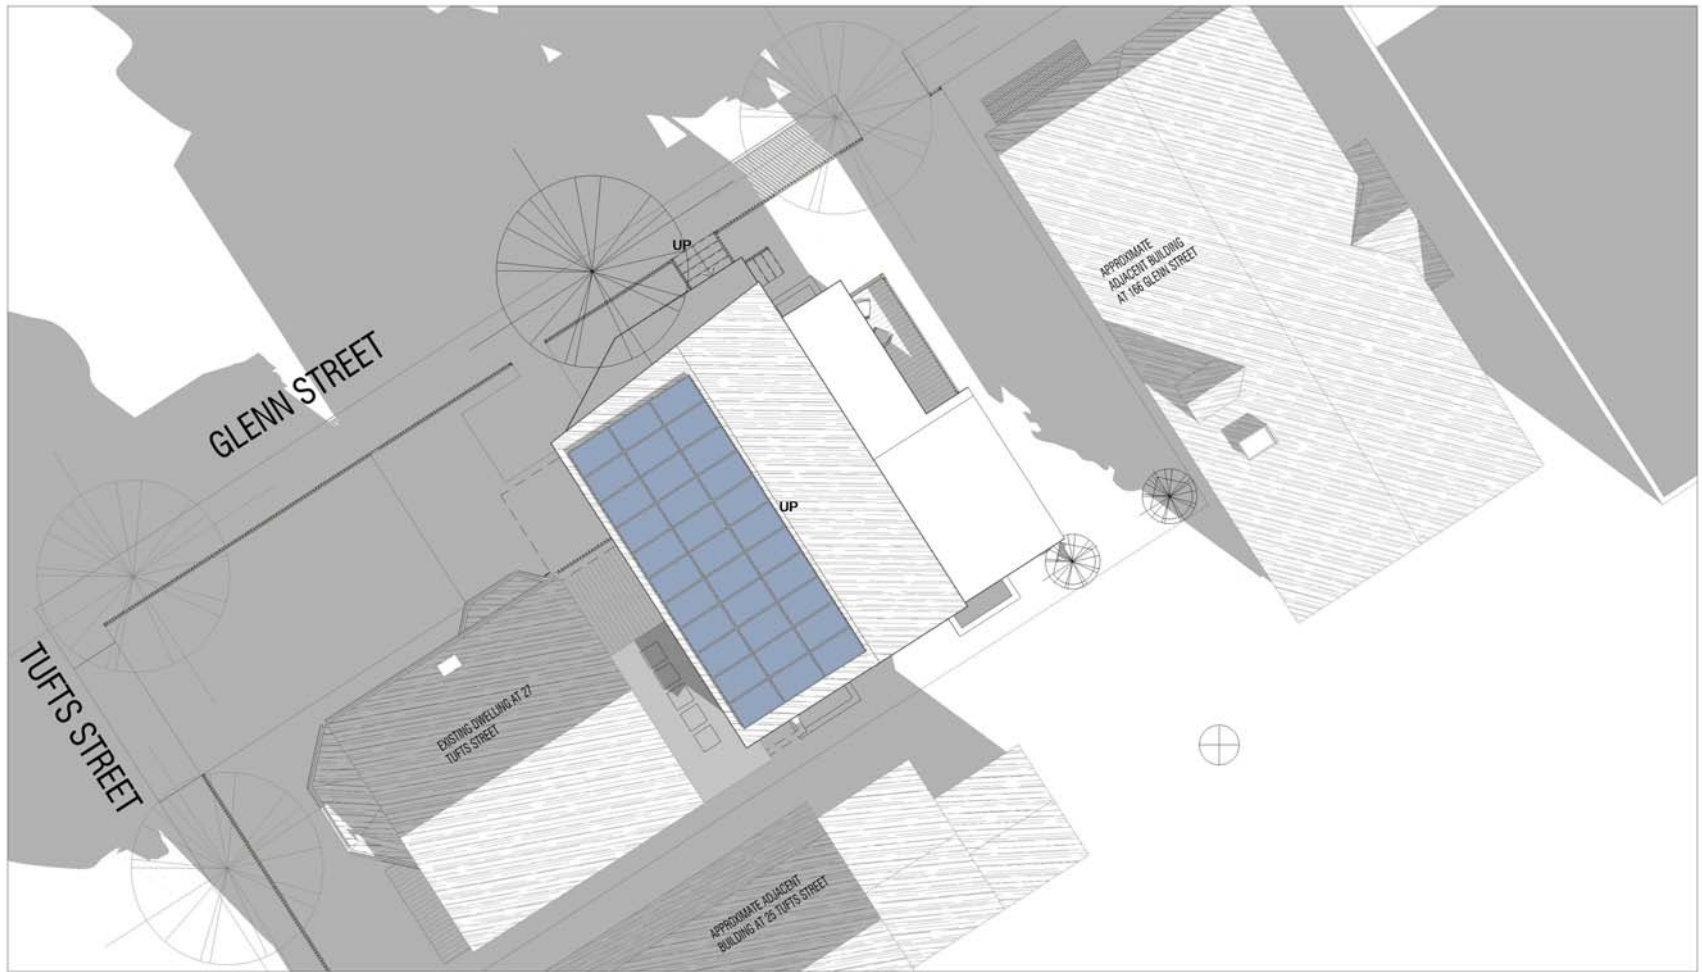 UP
APPROXIMATE
ADJACENT BUILDING
AT 166 GLENN STREET
GLENN STREET
UP
TUFTS STREET
EXISTING DWELLING AT 27
TUFTS STREET
APPROXIMATE ADJACENT
BUILDING AT 25 TUFTS STREET